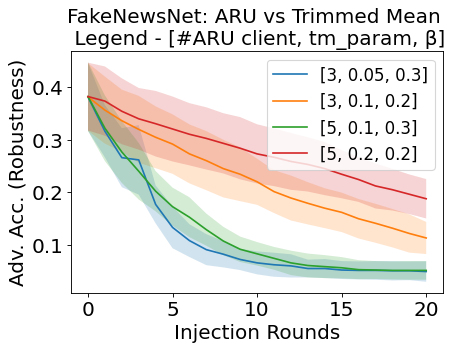 FakeNewsNet: ARU vs Trimmed Mean
Legend - [#ARU client, tm_param, β]
[3, 0.05, 0.3]
[3, 0.1, 0.2]
[5, 0.1, 0.3]
[5, 0.2, 0.2]
Adv. Acc. (Robustness)
0.4
0.3
0.2
0.1
0 5 10 15 20
Injection Rounds